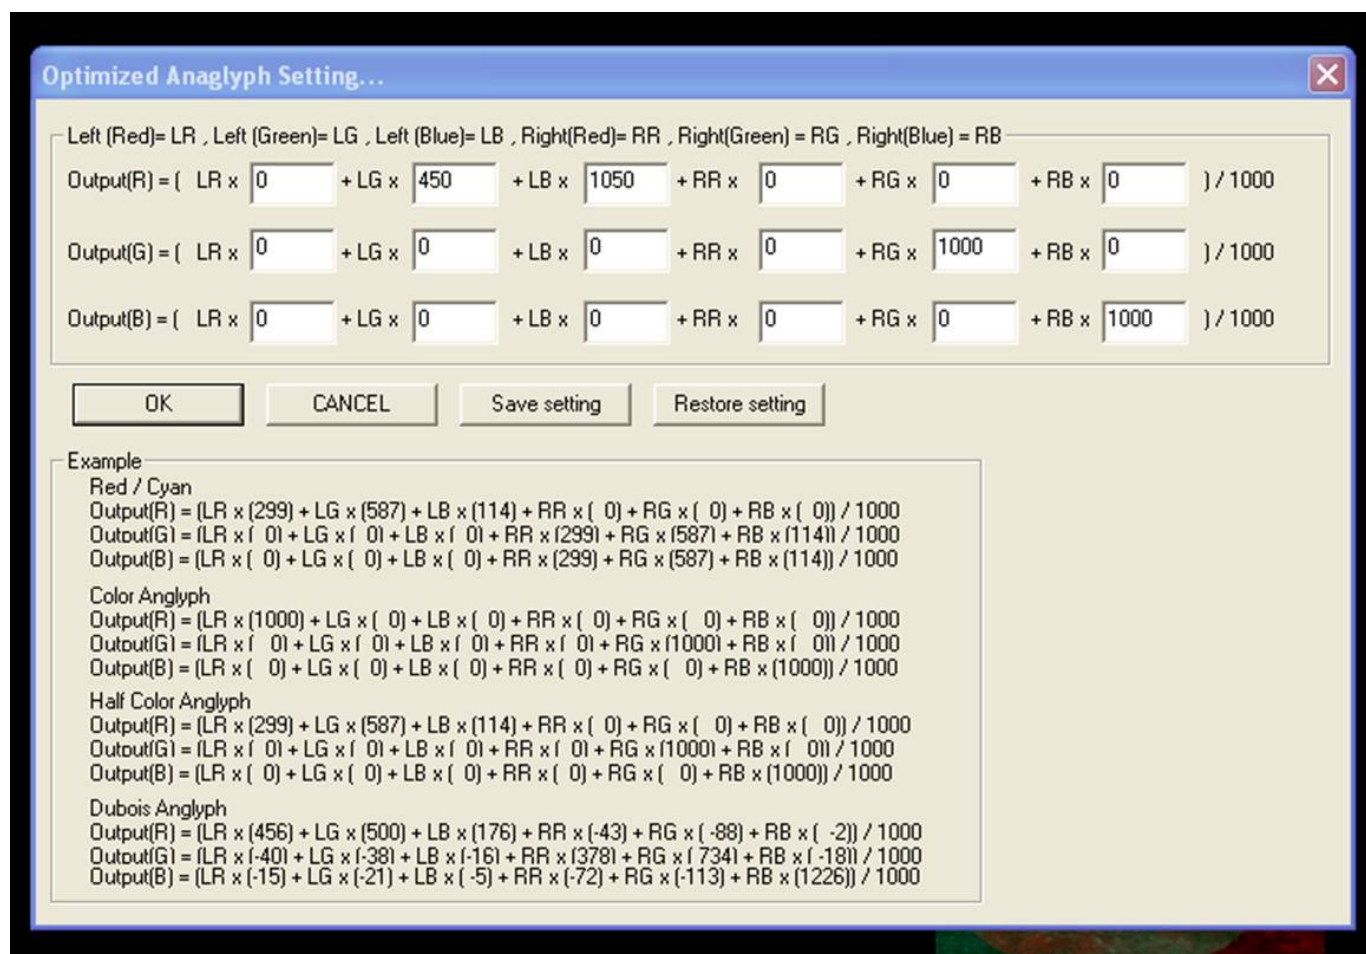 Optimized Anaglyph Setting...
Left (Red)= LR , Left (Green)= LG , Left (Blue)= LB , Right(Red)= RR , Right(Green) = RG , Right(Blue) = RB
Output(R) = ( LR x 0 + LG x 450 + LB x 1050 + RR x 0 + RG x 0 + RB x 0 ) / 1000
Output(G) = ( LR x 0 + LG x 0 + LB x 0 + RR x 0 + RG x 1000 + RB x 0 ) / 1000
Output(B) = ( LR x 0 + LG x 0 + LB x 0 + RR x 0 + RG x 0 + RB x 1000 ) / 1000
OK CANCEL Save setting Restore setting
Example
Red / Cyan
Output(R) = (LR x (299) + LG x (587) + LB x (114) + RR x ( 0) + RG x ( 0) + RB x ( 0)) / 1000
Output(G) = (LR x ( 0) + LG x ( 0) + LB x ( 0) + RR x (299) + RG x (587) + RB x (114)) / 1000
Output(B) = (LR x ( 0) + LG x ( 0) + LB x ( 0) + RR x (299) + RG x (587) + RB x (114)) / 1000
Color Anglyph
Output(R) = (LR x (1000) + LG x ( 0) + LB x ( 0) + RR x ( 0) + RG x ( 0) + RB x ( 0)) / 1000
Output(G) = (LR x ( 0) + LG x ( 0) + LB x ( 0) + RR x ( 0) + RG x (1000) + RB x ( 0)) / 1000
Output(B) = (LR x ( 0) + LG x ( 0) + LB x ( 0) + RR x ( 0) + RG x ( 0) + RB x (1000)) / 1000
Half Color Anglyph
Output(R) = (LR x (299) + LG x (587) + LB x (114) + RR x ( 0) + RG x ( 0) + RB x ( 0)) / 1000
Output(G) = (LR x ( 0) + LG x ( 0) + LB x ( 0) + RR x ( 0) + RG x (1000) + RB x ( 0)) / 1000
Output(B) = (LR x ( 0) + LG x ( 0) + LB x ( 0) + RR x ( 0) + RG x ( 0) + RB x (1000)) / 1000
Dubois Anglyph
Output(R) = (LR x (456) + LG x (500) + LB x (176) + RR x (-43) + RG x ( -88) + RB x ( -2)) / 1000
Output(G) = (LR x (-40) + LG x (-38) + LB x (-16) + RR x (378) + RG x ( 734) + RB x ( -18)) / 1000
Output(B) = (LR x (-15) + LG x (-21) + LB x ( -5) + RR x (-72) + RG x (-113) + RB x (1226)) / 1000